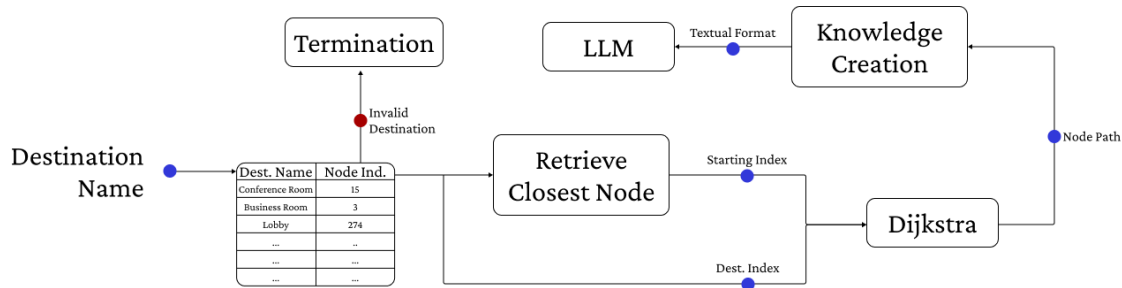 Termination
LLM
Textual Format
Knowledge
Creation
Invalid
Destination
Node Path
Destination
Name
Dest. Name Node Ind.
Conference Room 15
Business Room 3
Lobby 274
... ..
... ...
... ...
Retrieve
Closest Node
Starting Index
Dijkstra
Dest. Index